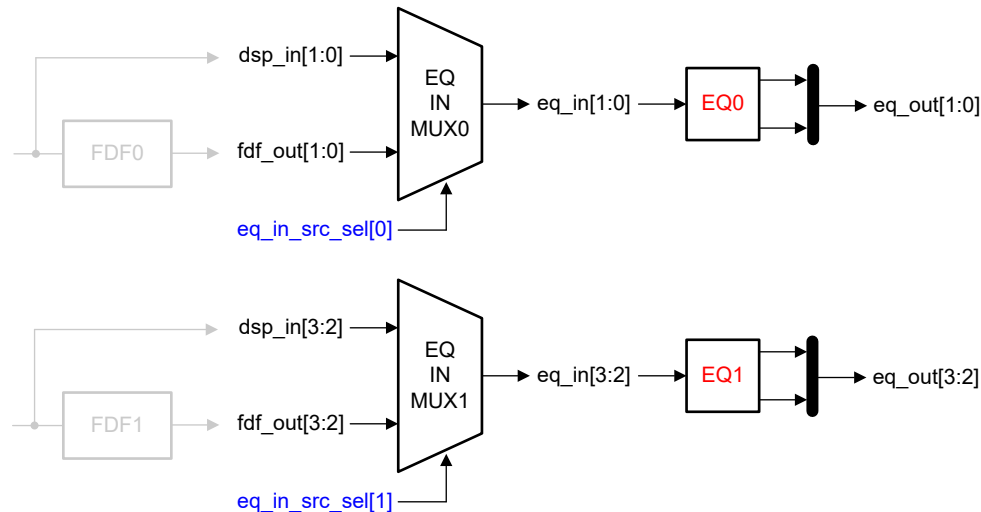 dsp_in[1:0]
EQ
IN
MUX0
eq_in[1:0]
EQ0
eq_out[1:0]
FDF0
fdf_out[1:0]
eq_in_src_sel[0]
dsp_in[3:2]
EQ
IN
MUX1
eq_in[3:2]
EQ1
eq_out[3:2]
FDF1
fdf_out[3:2]
eq_in_src_sel[1]